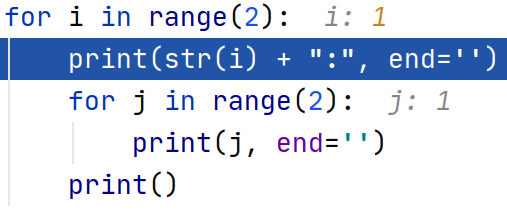 for i in range(2):  i: 1
    print(str(i) + ":", end='')
    for j in range(2):  j: 1
        print(j, end='')
    print()